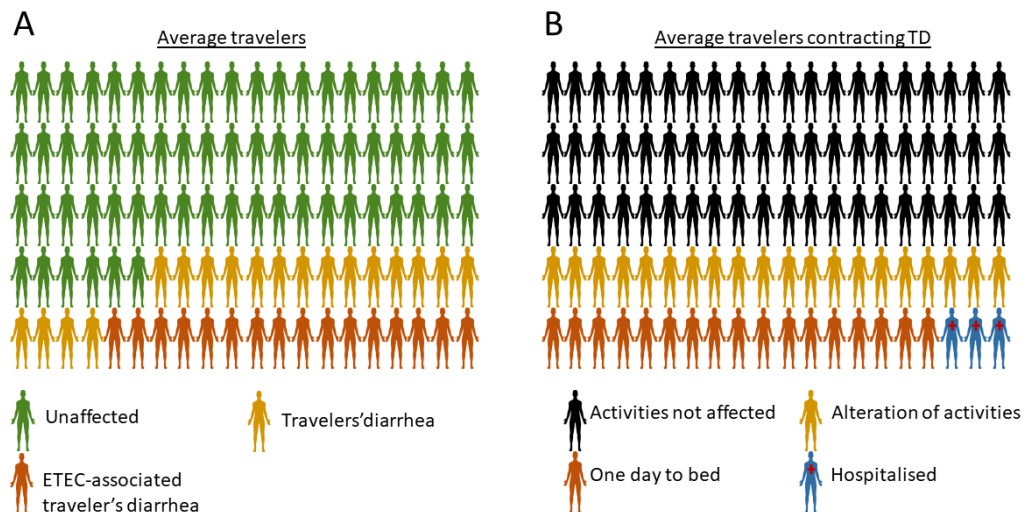 A
Average travelers
Unaffected
Travelers'diarrhea
ETEC-associated
traveler's diarrhea
B
Average travelers contracting TD
Activities not affected
Alteration of activities
One day to bed
Hospitalised